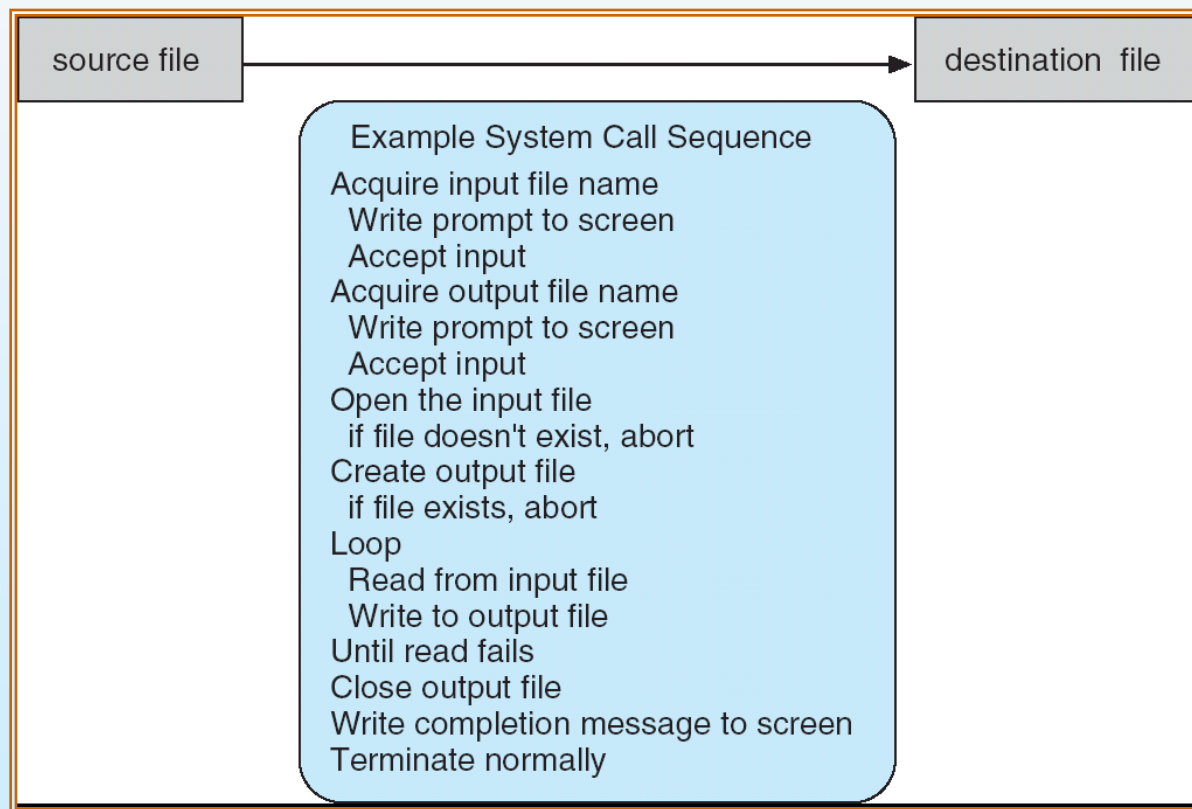 source file
destination file
Example System Call Sequence
Acquire input file name
Write prompt to screen
Accept input
Acquire output file name
Write prompt to screen
Accept input
Open the input file
if file doesn't exist, abort
Create output file
if file exists, abort
Loop
Read from input file
Write to output file
Until read fails
Close output file
Write completion message to screen
Terminate normally